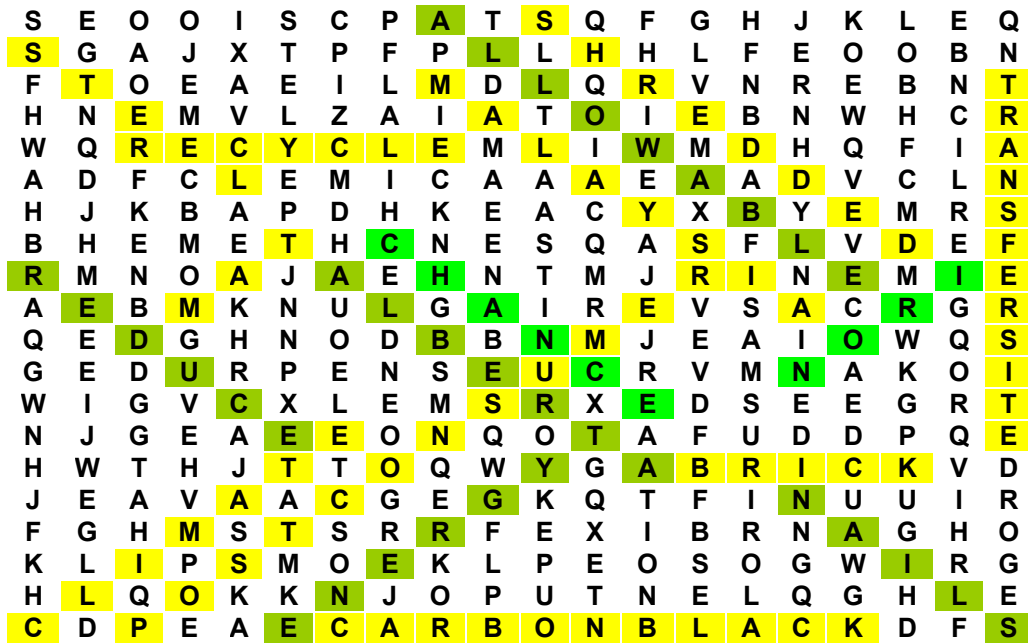 S E O O I S C P A T S Q F G H J K L E Q
S G A J X T P F P L L H H L F E O O B N
F T O E A E I L M D L Q R V N R E B N T
H N E M V L Z A I A T O I E B N W H C R
W Q R E C Y C L E M L I W M D H Q F I A
A D F C L E M I C A A A E A A D V C L N
H J K B A P D H K E A C Y X B Y E M R S
B H E M E T H C N E S Q A S F L V D E F
R M N O A J A E H N T M J R I N E M I E
A E B M K N U L G A I R E V S A C R G R
Q E D G H N O D B B N M J E A I O W Q S
G E D U R P E N S E U C R V M N A K O I
W I G V C X L E M S R X E D S E E G R T
N J G E A E E O N Q O T A F U D D P Q E
H W T H J T T O Q W Y G A B R I C K V D
J E A V A A C G E G K Q T F I N U U I R
F G H M S T S R R F E X I B R N A G H O
K L I P S M O E K L P E O S O G W I R G
H L Q O K K N J O P U T N E L Q G H L E
C D P E A E C A R B O N B L A C K D F S